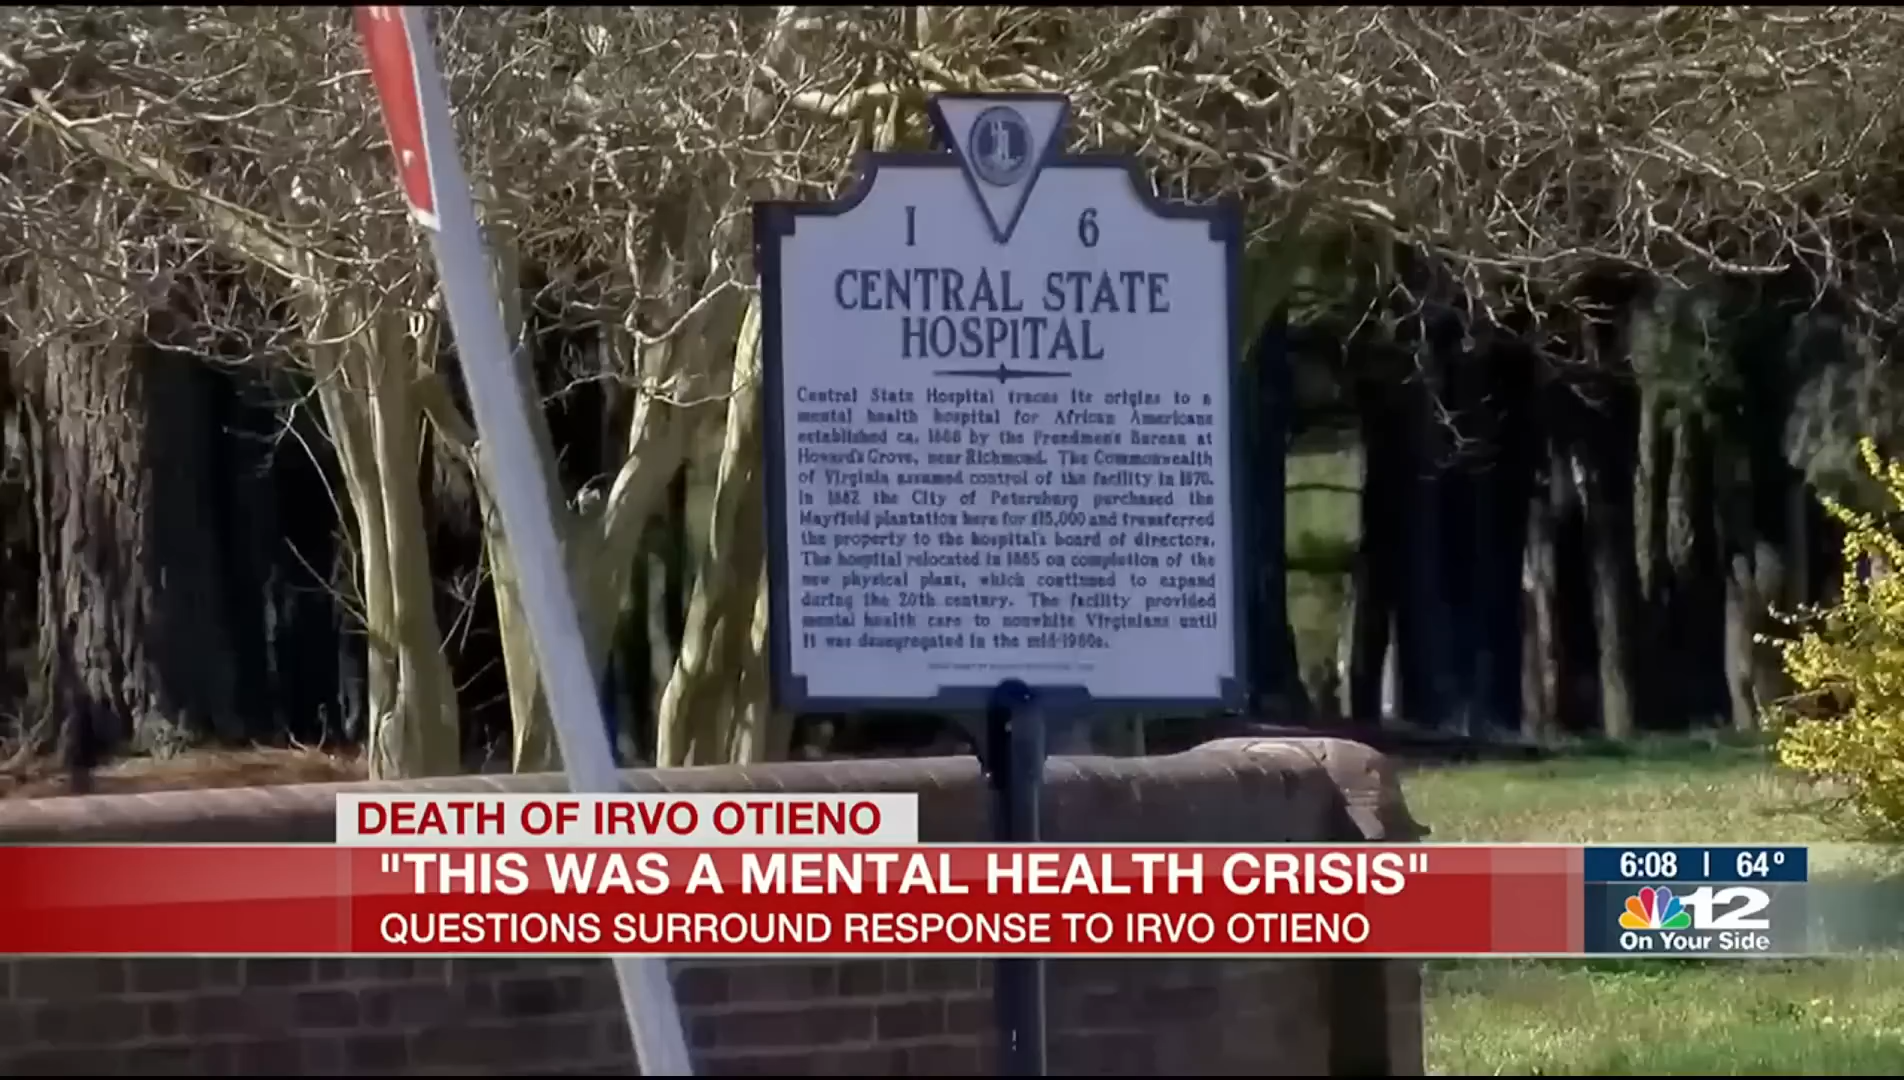 I 6
CENTRAL STATE
HOSPITAL
Central State Hospital traces its origins to a
mental health hospital for African Americans
established ca. by the Freedmen's Bureau at
Howard's Grove, near Richmond. The Commonwealth
of Virginia assumed control of the facility in 1870.
In 1882 the City of Petersburg purchased the
Mayfield plantation here for $15,000 and transferred
the property to the hospital's board of directors.
The hospital relocated in 1885 on completion of the
new physical plant, which continued to expand
during the 20th century. The facility provided
mental health care to nonwhite Virginians until
it was desegregated in the mid-1960s.
DEATH OF IRVO OTIENO
"THIS WAS A MENTAL HEALTH CRISIS"
QUESTIONS SURROUND RESPONSE TO IRVO OTIENO
6:08 | 64°
12
On Your Side